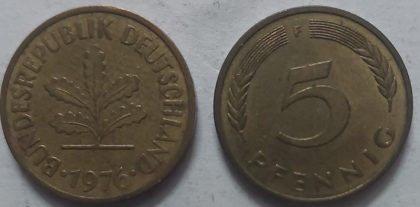 BUNDESREPUBLIK DEUTSCHLAND
· 1976 ·
F
5
PFENNIG